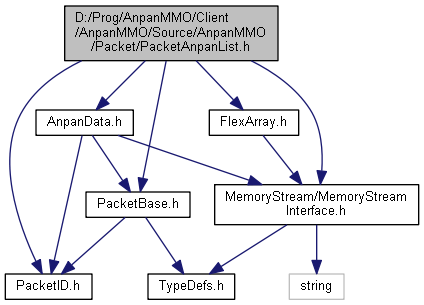 D:/Prog/AnpanMMO/Client
/AnpanMMO/Source/AnpanMMO
/Packet/PacketAnpanList.h
AnpanData.h
FlexArray.h
PacketBase.h
MemoryStream/MemoryStream
Interface.h
PacketID.h
TypeDefs.h
string